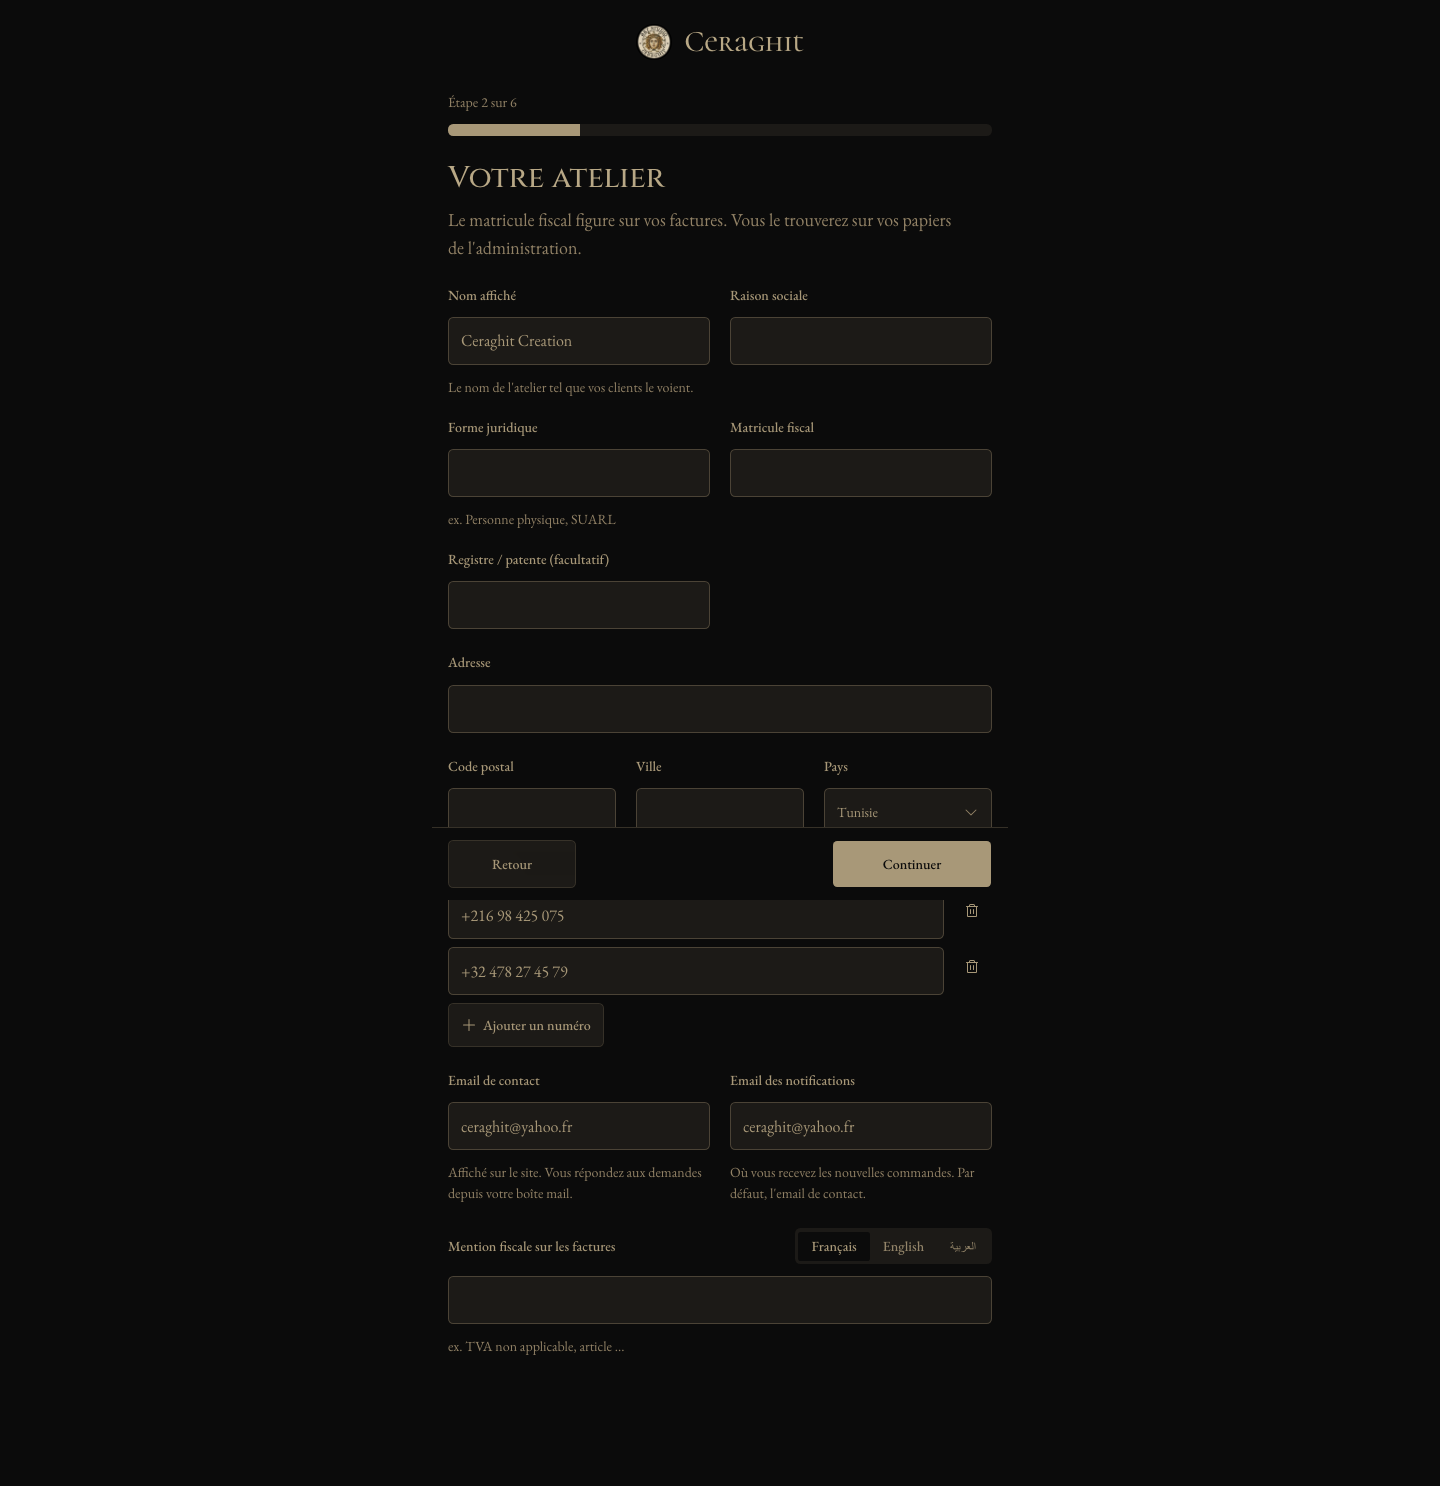 Ceraghit
Étape 2 sur 6
Votre atelier
Le matricule fiscal figure sur vos factures. Vous le trouverez sur vos papiers
de l'administration.
Nom affiché
Raison sociale
Ceraghit Creation
Le nom de l'atelier tel que vos clients le voient.
Forme juridique
Matricule fiscal
ex. Personne physique, SUARL
Registre / patente (facultatif)
Adresse
Code postal
Ville
Pays
Tunisie
Retour
Continuer
+216 98 425 075
+32 478 27 45 79
Ajouter un numéro
Email de contact
Email des notifications
ceraghit@yahoo.fr
ceraghit@yahoo.fr
Affiché sur le site. Vous répondez aux demandes
depuis votre boîte mail.
Où vous recevez les nouvelles commandes. Par
défaut, l'email de contact.
Mention fiscale sur les factures
Français
English
العربية
ex. TVA non applicable, article ...